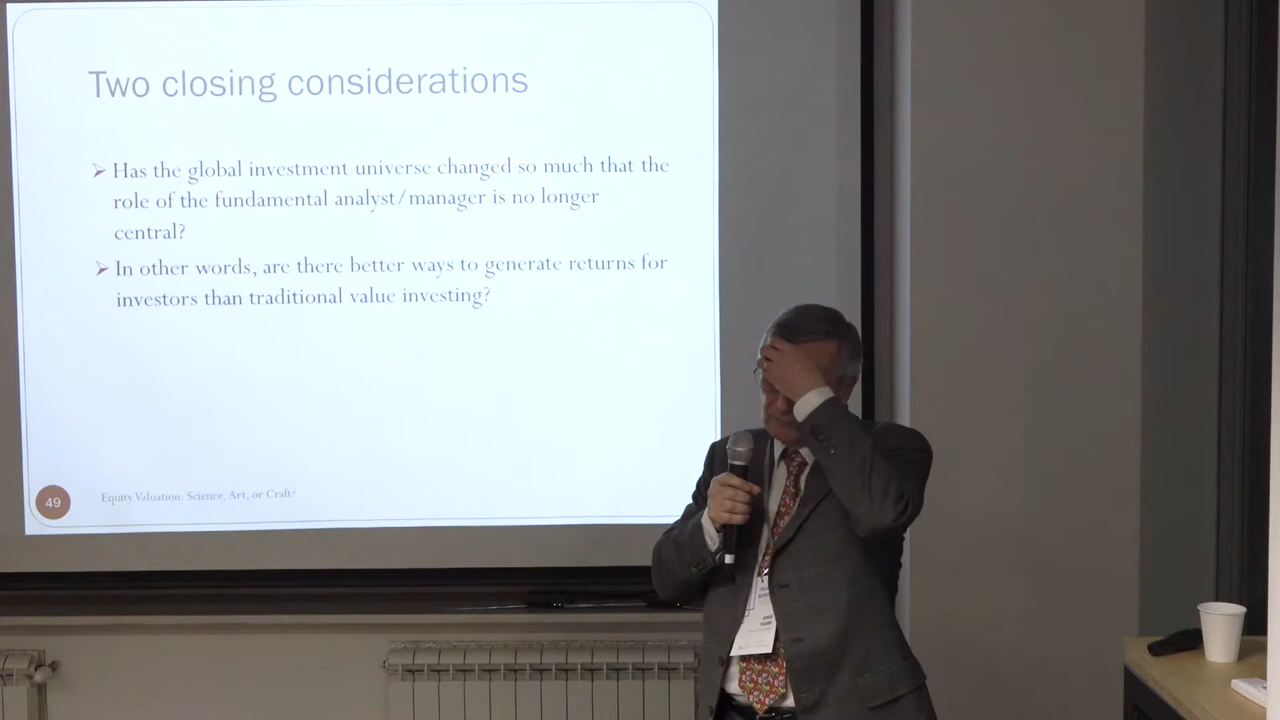 Two closing considerations
Has the global investment universe changed so much that the
role of the fundamental analyst/manager is no longer
central?
In other words, are there better ways to generate returns for
investors than traditional value investing?
49
Equity Valuation: Science, Art, or Craft?